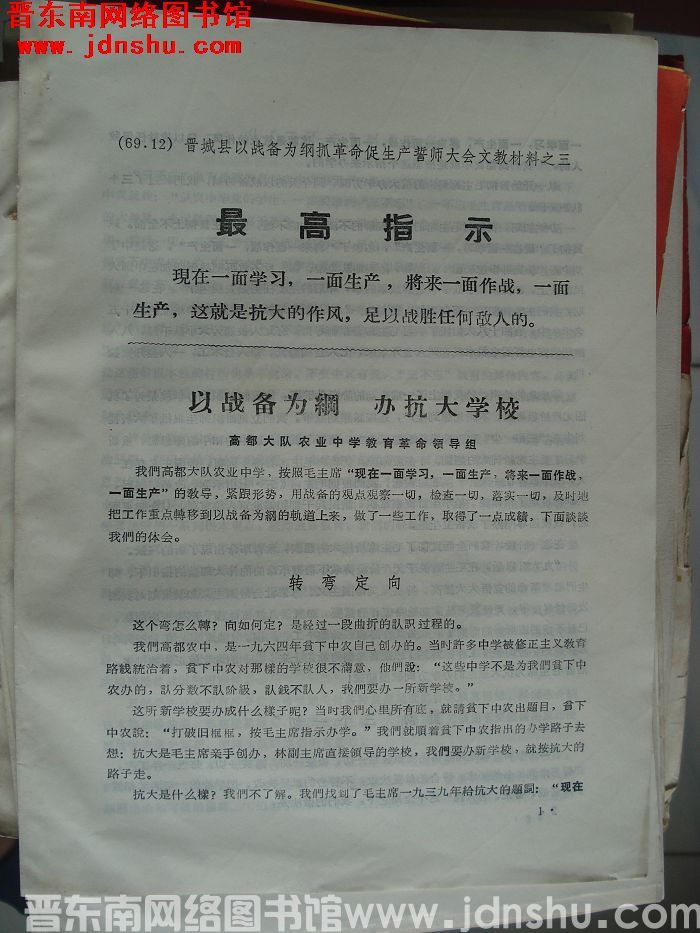 晋东南网络图书馆
www.jdnshu.com
(69.12) 晋城县以战备为纲抓革命促生产誓师大会文教材料之三
最高指示
現在一面学习，一面生产，將来一面作战，一面
生产，这就是抗大的作风，足以战胜任何敌人的。
以战备为綱　办抗大学校
高都大队农业中学教育革命领导组
我們高都大队农业中学，按照毛主席“现在一面学习，一面生产，将来一面作战，
一面生产”的教导，紧跟形势，用战备的观点观察一切，检查一切，落实一切，及时地
把工作重点轉移到以战备为綱的軌道上来，做了一些工作，取得了一点成績，下面談談
我們的体会。
转弯定向
这个弯怎么轉？向如何定？是经过一段曲折的认识过程的。
我們高都农中，是一九六四年貧下中农自己创办的。当时許多中学被修正主义敎育
路綫統治着，貧下中农对那样的学校很不滿意，他們說：“这些中学不是为我們貧下中
农办的，认分数不认阶級，认銭不认人，我們要办一所新学校。”
这所新学校要办成什么样子呢？当时我們心里所有底，就請貧下中农出題目，貧下
中农說：“打破旧框框，按毛主席指示办学。”我們就順着貧下中农指出的办学路子去
想：抗大是毛主席亲手创办，林副主席直接领导的学校，我們要办新学校，就按抗大的
路子走。
抗大是什么樣？我們不了解。我們找到了毛主席一九三九年給抗大的題詞：“现在
1·
晋东南网络图书馆 www.jdnshu.com